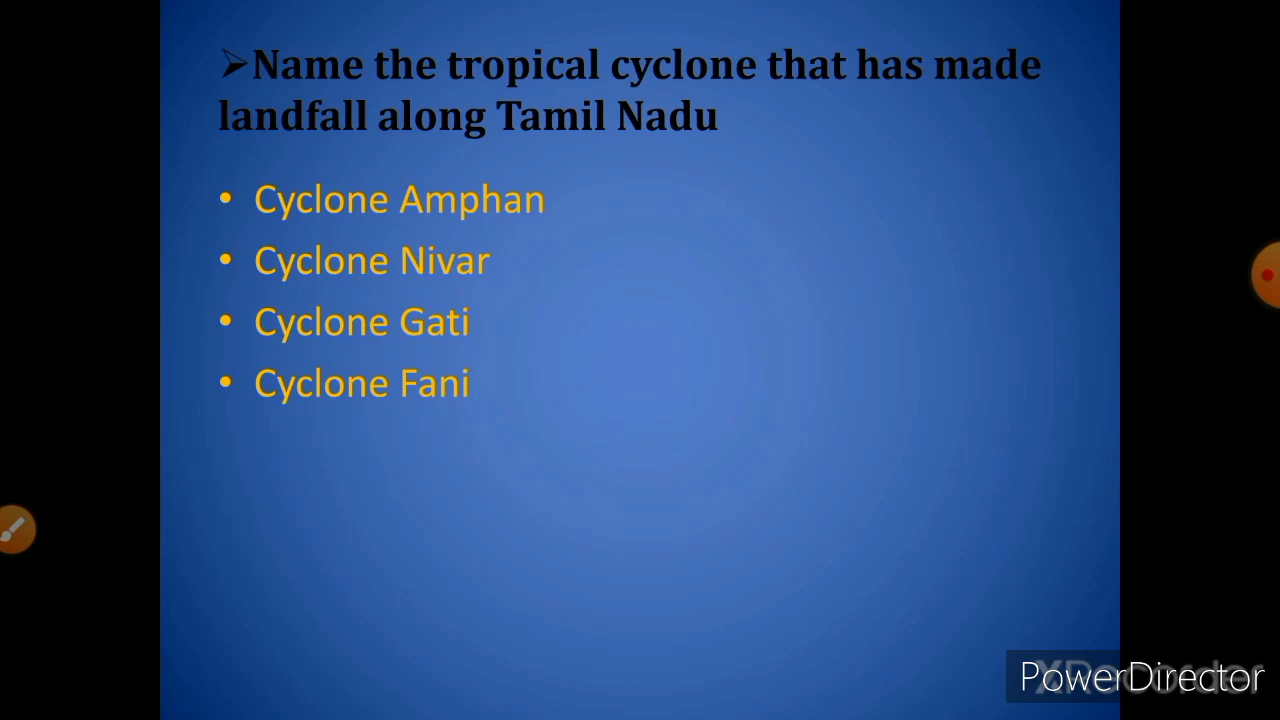 ➢Name the tropical cyclone that has made
landfall along Tamil Nadu
• Cyclone Amphan
• Cyclone Nivar
• Cyclone Gati
• Cyclone Fani
XRecorder
PowerDirector